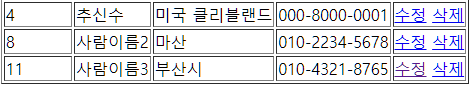 4 추신수 미국 클리블랜드 000-8000-0001 수정 삭제
8 사람이름2 마산 010-2234-5678 수정 삭제
11 사람이름3 부산시 010-4321-8765 수정 삭제